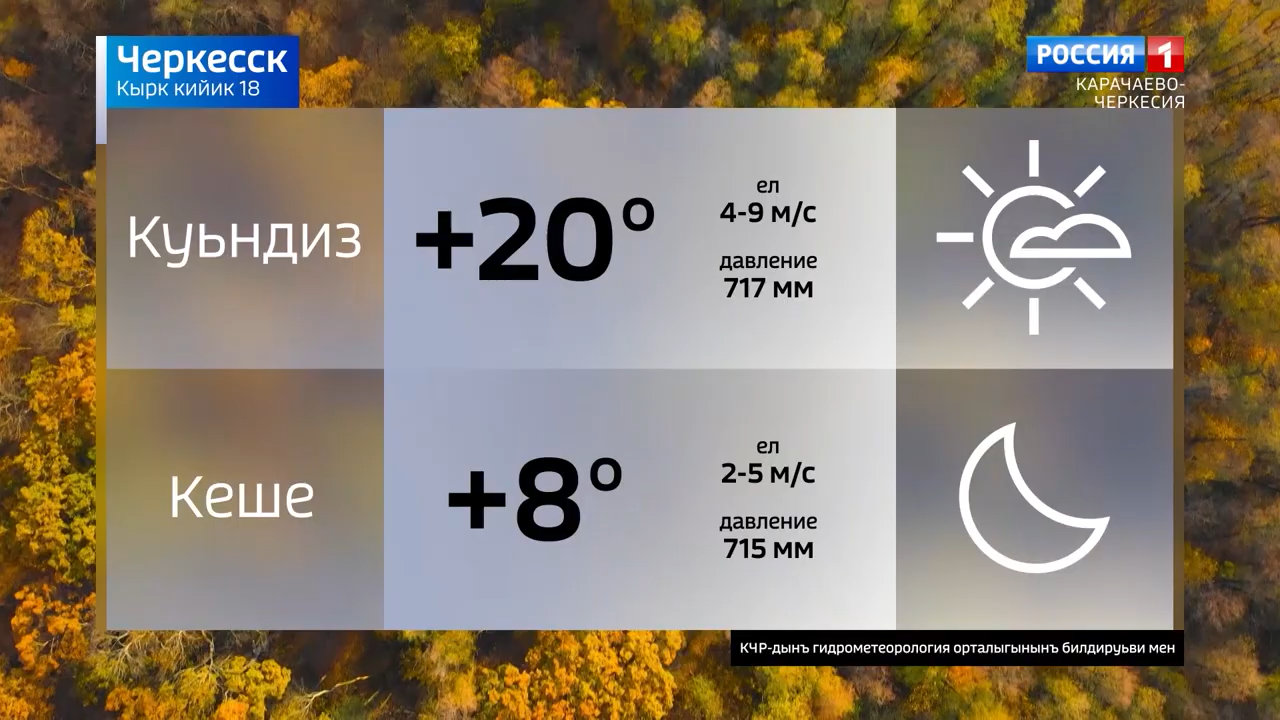 Черкесск
Кырк кийик 18
РОССИЯ 1
КАРАЧАЕВО-
ЧЕРКЕСИЯ
Куьндиз
+20°
ел
4-9 м/с
давление
717 мм
Кеше
+8°
ел
2-5 м/с
давление
715 мм
КЧР-дынъ гидрометеорология орталыгынынъ билдируьви мен